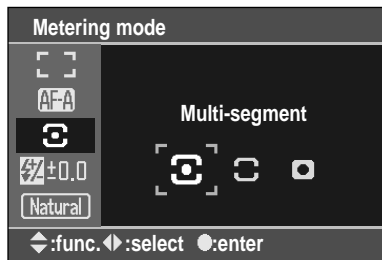 Metering mode
AF-A
Multi-segment
±0.0
Natural
:func. :select :enter